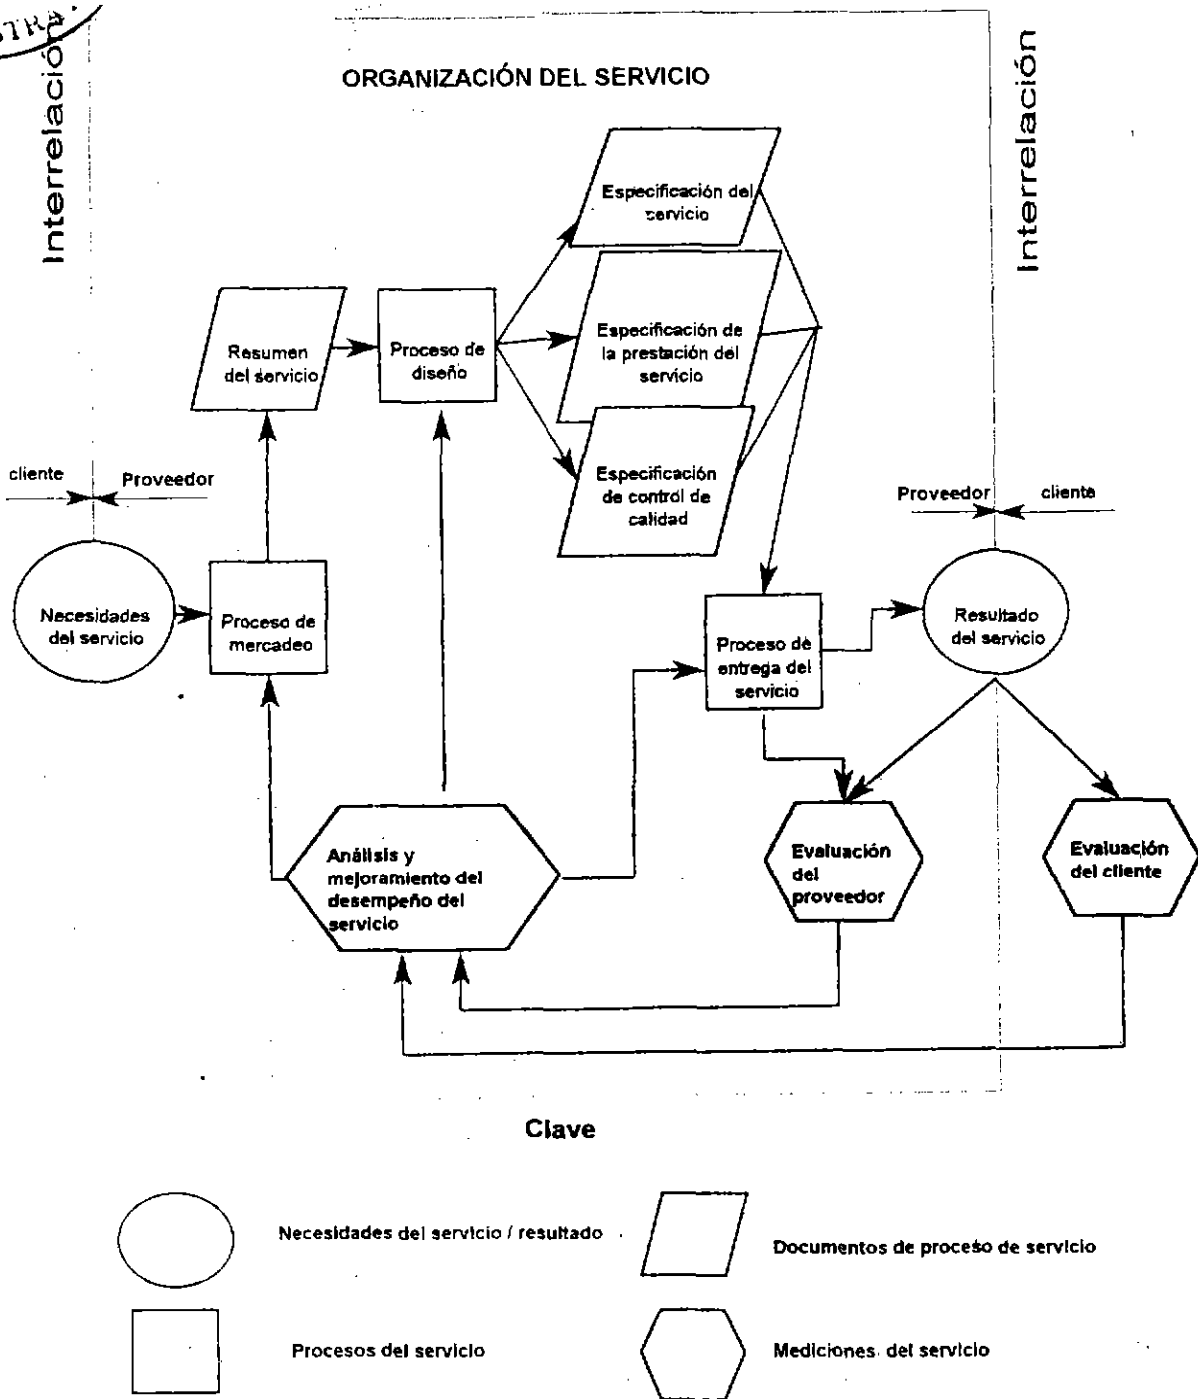 Interrelación
ORGANIZACIÓN DEL SERVICIO
Interrelación
Especificación del
servicio
Especificación de
la prestación del
servicio
Especificación
de control de
calidad
Resumen
del servicio
Proceso de
diseño
cliente
Proveedor
Proveedor
cliente
Necesidades
del servicio
Proceso de
mercadeo
Proceso de
entrega del
servicio
Resultado
del servicio
Análisis y
mejoramiento del
desempeño del
servicio
Evaluación
del
proveedor
Evaluación
del cliente
Clave
Necesidades del servicio / resultado
Documentos de proceso de servicio
Procesos del servicio
Mediciones del servicio